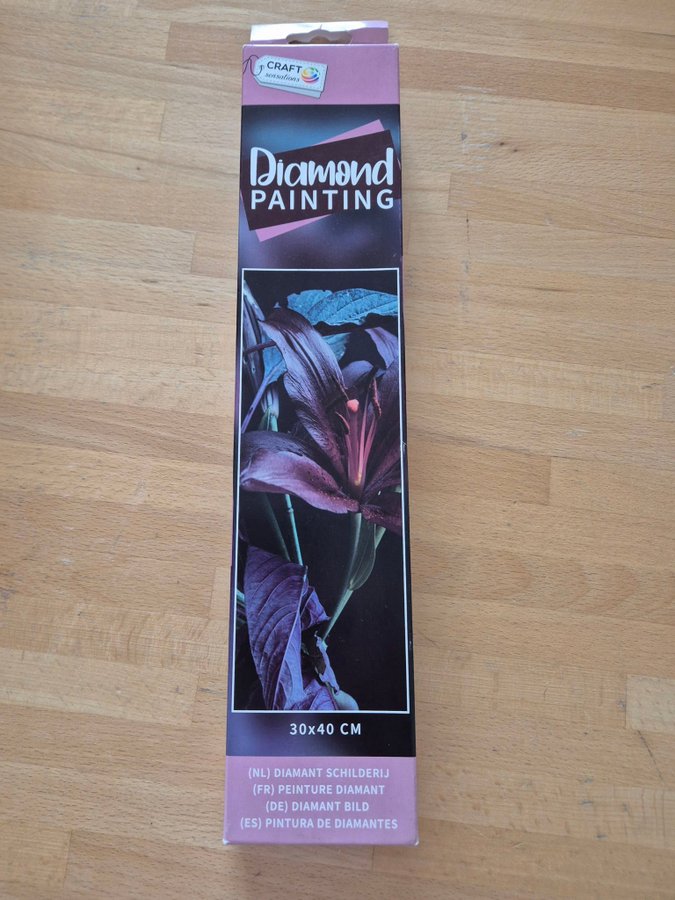 CRAFT
sensations
Diamond
PAINTING
30x40 CM
(NL) DIAMANT SCHILDERIJ
(FR) PEINTURE DIAMANT
(DE) DIAMANT BILD
(ES) PINTURA DE DIAMANTES